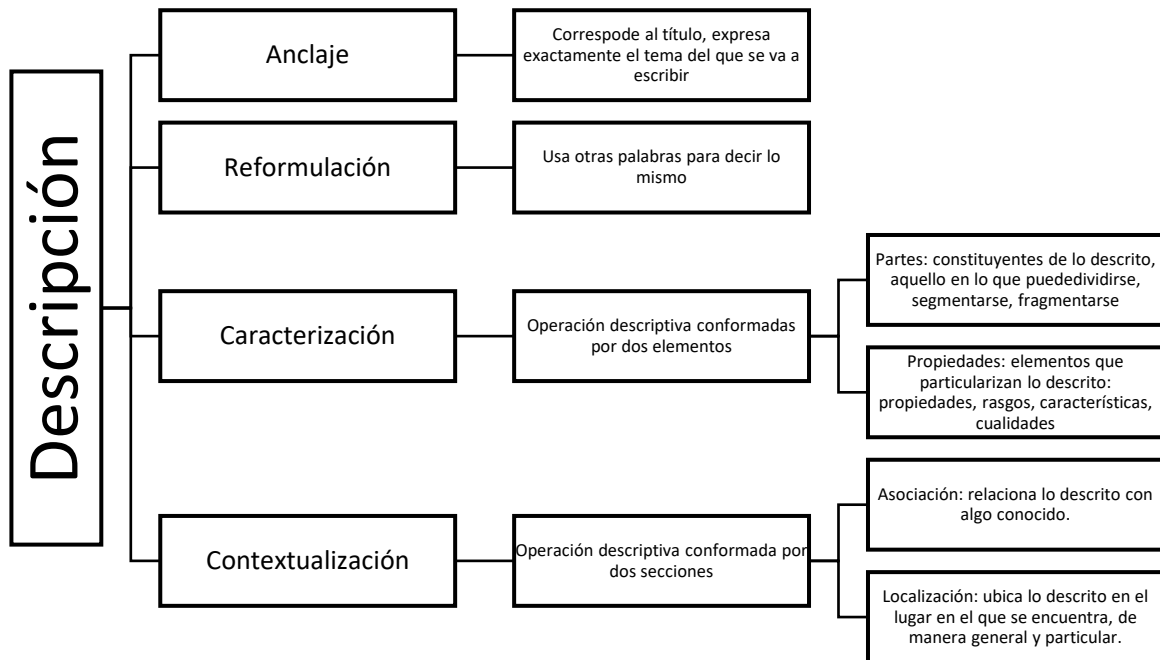 Descripción
Anclaje
Correspode al título, expresa
exactamente el tema del que se va a
escribir
Reformulación
Usa otras palabras para decir lo
mismo
Caracterización
Operación descriptiva conformadas
por dos elementos
Partes: constituyentes de lo descrito,
aquello en lo que puededividirse,
segmentarse, fragmentarse
Propiedades: elementos que
particularizan lo descrito:
propiedades, rasgos, características,
cualidades
Contextualización
Operación descriptiva conformada por
dos secciones
Asociación: relaciona lo descrito con
algo conocido.
Localización: ubica lo descrito en el
lugar en el que se encuentra, de
manera general y particular.